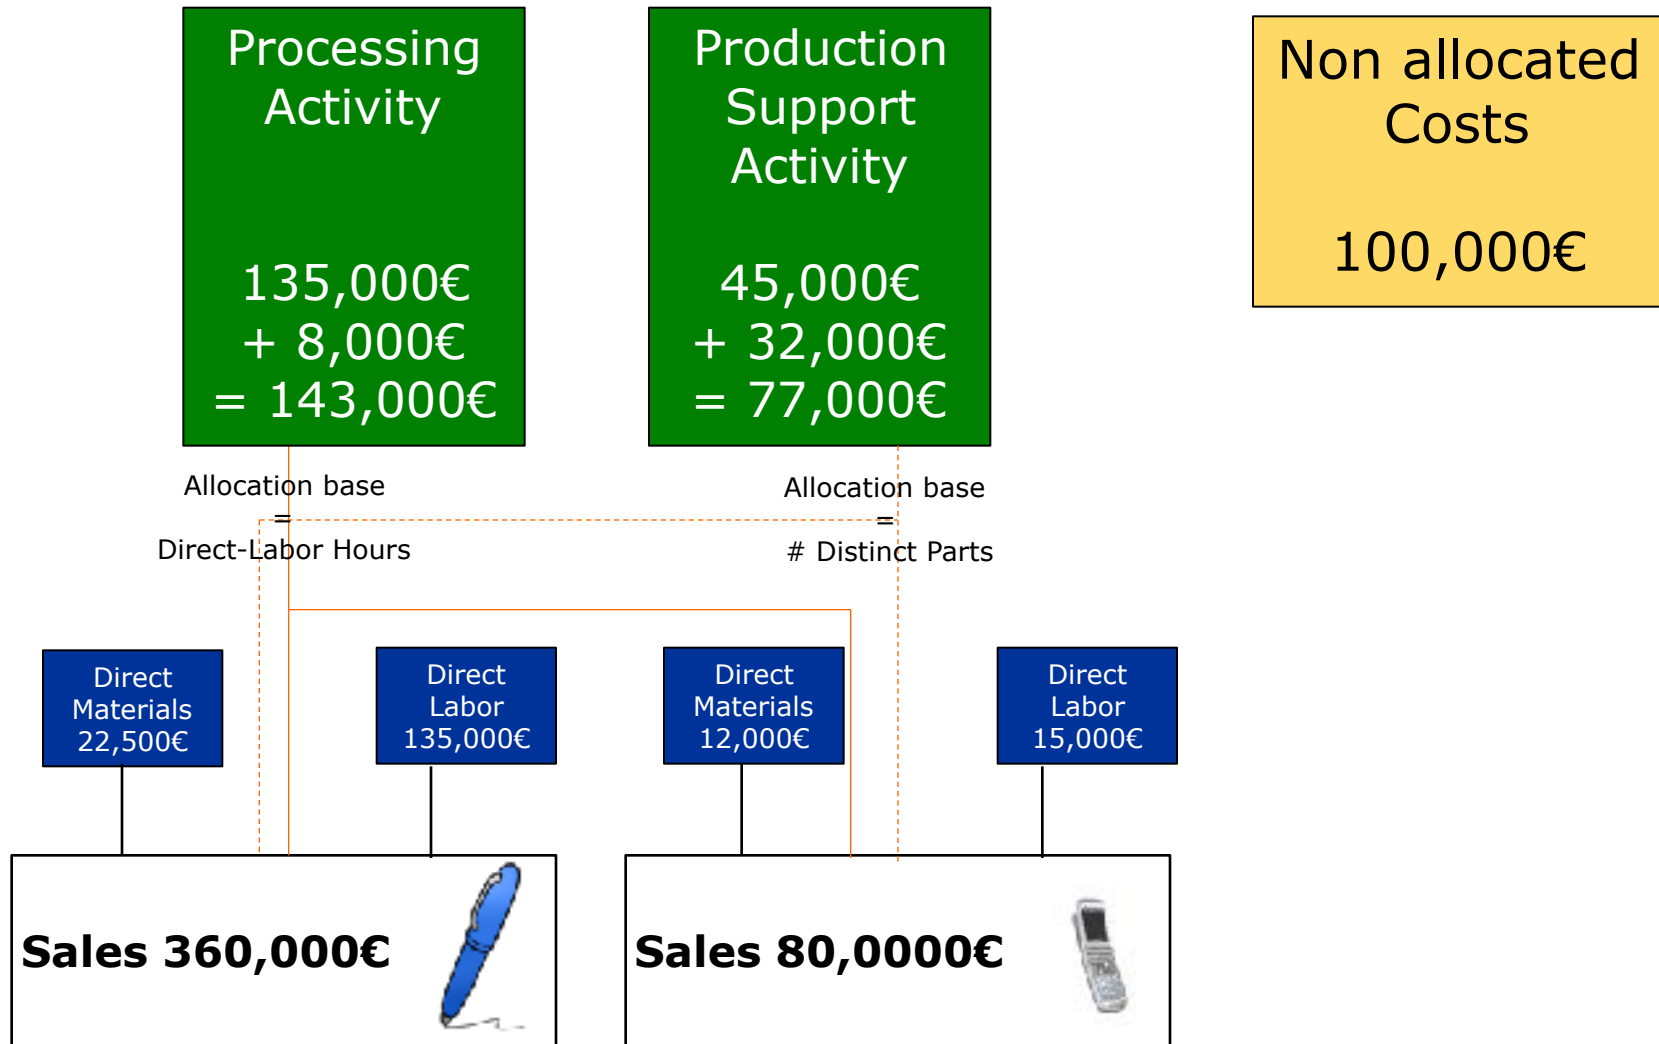 Processing
Activity
135,000€
+ 8,000€
= 143,000€
Production
Support
Activity
45,000€
+ 32,000€
= 77,000€
Non allocated
Costs
100,000€
Allocation base
=
Direct-Labor Hours
Allocation base
=
# Distinct Parts
Direct
Materials
22,500€
Direct
Labor
135,000€
Direct
Materials
12,000€
Direct
Labor
15,000€
Sales 360,000€
Sales 80,0000€